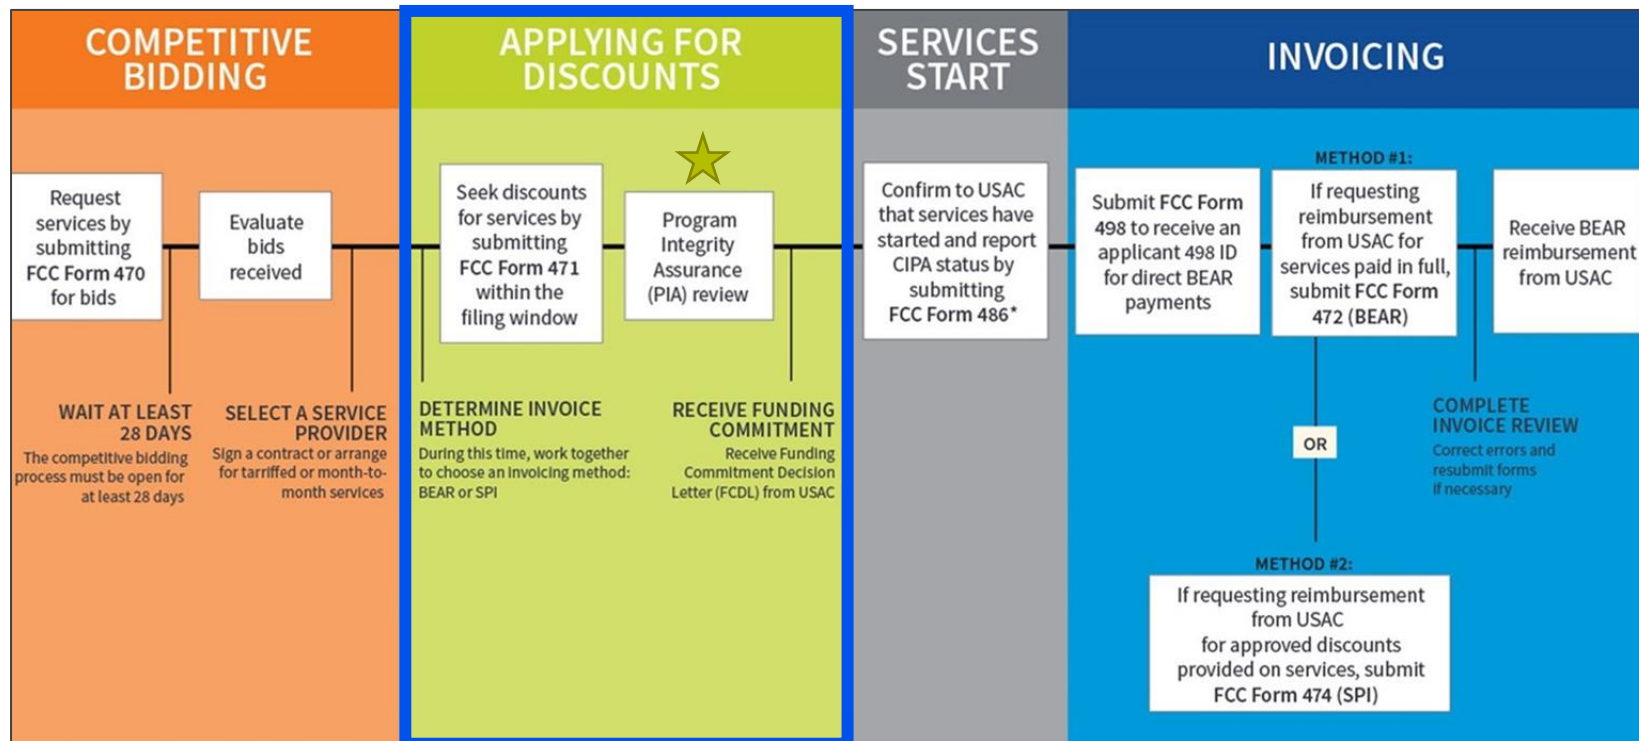 COMPETITIVE
BIDDING
Request
services by
submitting
FCC Form 470
for bids
Evaluate
bids
received
WAIT AT LEAST
28 DAYS
The competitive bidding
process must be open for
at least 28 days
SELECT A SERVICE
PROVIDER
Sign a contract or arrange
for tarriffed or month-to-
month services
APPLYING FOR
DISCOUNTS
Seek discounts
for services by
submitting
FCC Form 471
within the
filing window
Program
Integrity
Assurance
(PIA) review
DETERMINE INVOICE
METHOD
During this time, work together
to choose an invoicing method:
BEAR or SPI
RECEIVE FUNDING
COMMITMENT
Receive Funding
Commitment Decision
Letter (FCDL) from USAC
SERVICES
START
Confirm to USAC
that services have
started and report
CIPA status by
submitting
FCC Form 486*
INVOICING
Submit FCC Form
498 to receive an
applicant 498 ID
for direct BEAR
payments
METHOD #1:
If requesting
reimbursement
from USAC for
services paid in full,
submit FCC Form
472 (BEAR)
Receive BEAR
reimbursement
from USAC
COMPLETE
INVOICE REVIEW
Correct errors and
resubmit forms
if necessary
OR
METHOD #2:
If requesting reimbursement
from USAC
for approved discounts
provided on services, submit
FCC Form 474 (SPI)